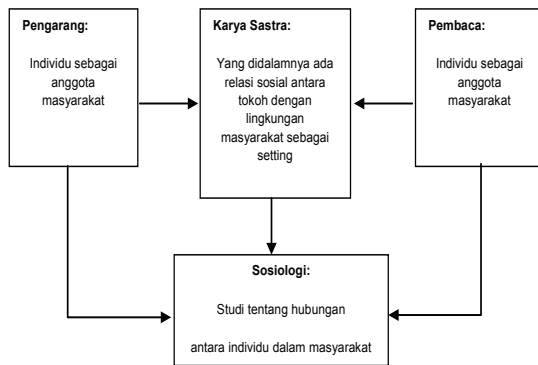 Pengarang:
Individu sebagai
anggota
masyarakat
Karya Sastra:
Yang didalamnya ada
relasi sosial antara
tokoh dengan
lingkungan
masyarakat sebagai
setting
Pembaca:
Individu sebagai
anggota
masyarakat
Sosiologi:
Studi tentang hubungan
antara individu dalam masyarakat